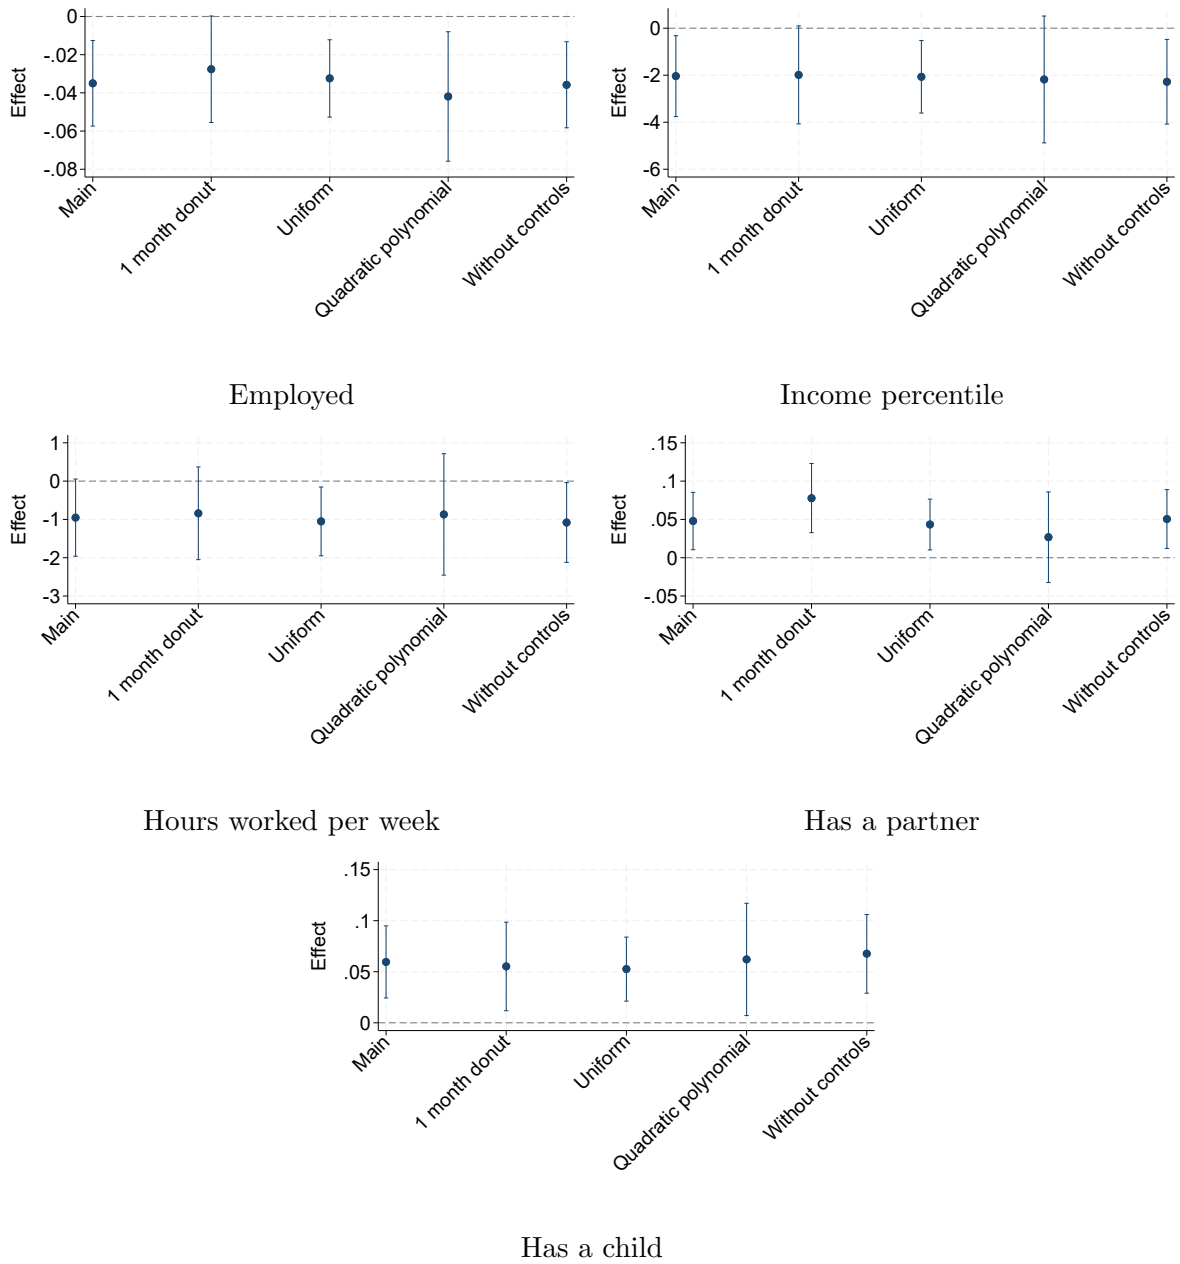 Effect
0
-.02
-.04
-.06
-.08
Main
1 month donut
Uniform
Quadratic polynomial
Without controls
Employed
Effect
0
-2
-4
-6
Main
1 month donut
Uniform
Quadratic polynomial
Without controls
Income percentile
Effect
1
0
-1
-2
-3
Main
1 month donut
Uniform
Quadratic polynomial
Without controls
Hours worked per week
Effect
.15
.1
.05
0
-.05
Main
1 month donut
Uniform
Quadratic polynomial
Without controls
Has a partner
Effect
.15
.1
.05
0
Main
1 month donut
Uniform
Quadratic polynomial
Without controls
Has a child